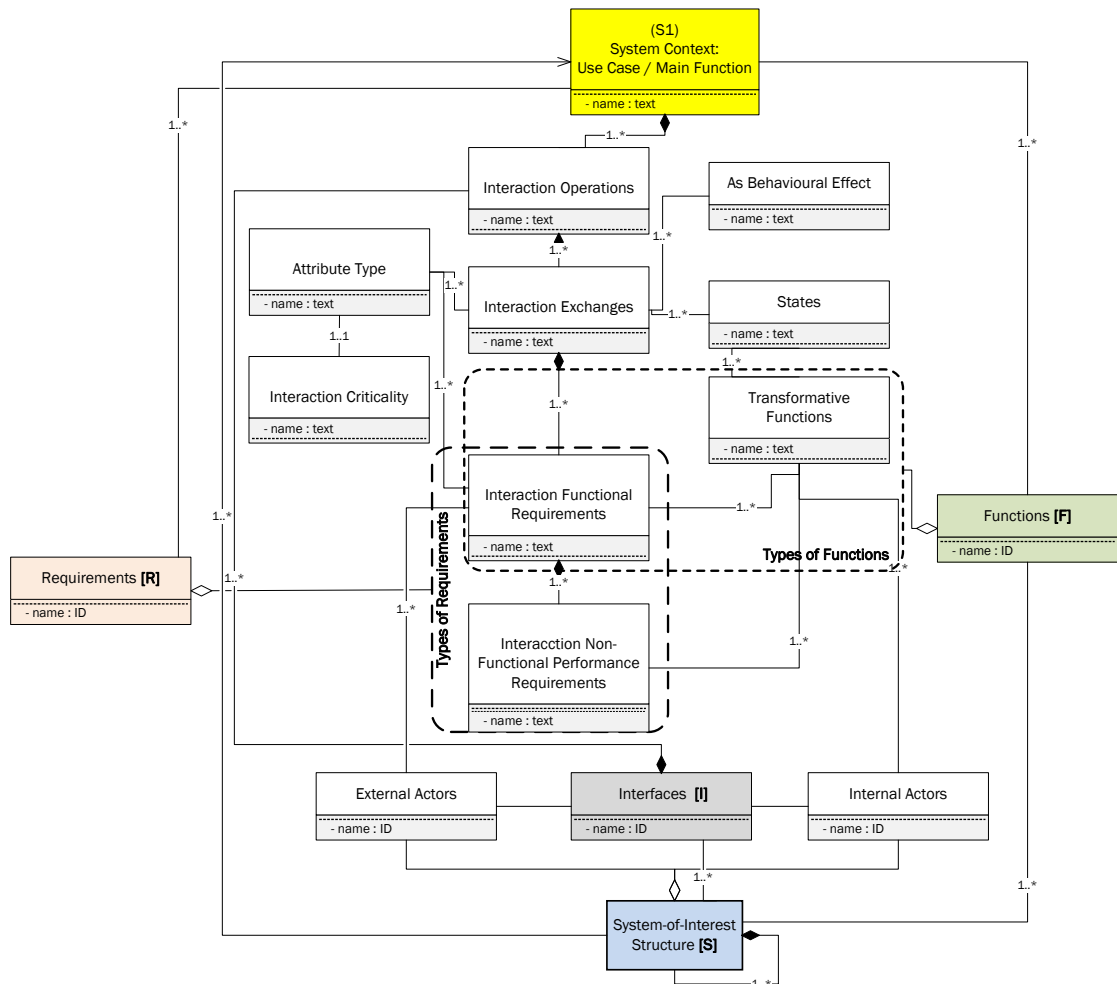 (S1)
System Context:
Use Case / Main Function
- name : text
1..*
1..*
1..*
Interaction Operations
- name : text
As Behavioural Effect
- name : text
1..*
1..*
Attribute Type
- name : text
1..*
Interaction Exchanges
- name : text
States
- name : text
1..*
1..1
1..*
Interaction Criticality
- name : text
1..*
1..*
Transformative
Functions
- name : text
Interaction Functional
Requirements
- name : text
1..*
1..*
Functions [F]
- name : ID
Types of Functions
Types of Requirements
Requirements [R]
- name : ID
1..*
1..*
1..*
1..*
Interacction Non-
Functional Performance
Requirements
- name : text
1..*
External Actors
- name : ID
Interfaces [I]
- name : ID
Internal Actors
- name : ID
1..*
1..*
System-of-Interest
Structure [S]
1..*